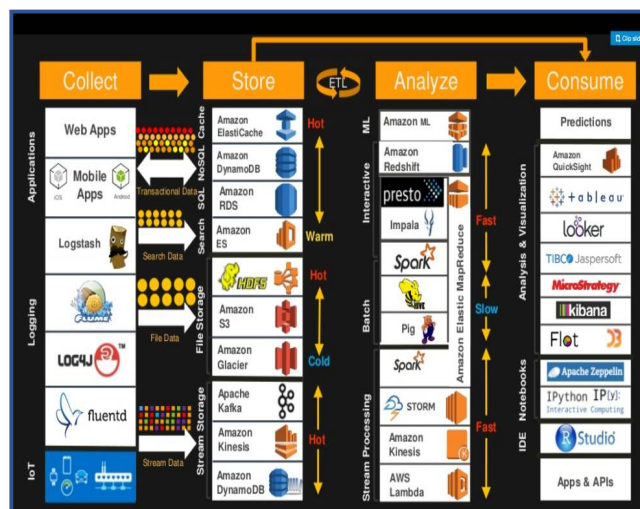 Clip slid
Collect
Store
ETL
Analyze
Consume
Applications
Logging
IoT
Web Apps
iOS
Mobile
Apps
Android
Logstash
FLUME
LOG4J™
fluentd
Transactional Data
Search Data
File Data
Stream Data
Cache
NoSQL
SQL
Search
File Storage
Stream Storage
Amazon
ElastiCache
Amazon
DynamoDB
Amazon
RDS
Amazon
ES
HDFS
Amazon
S3
Amazon
Glacier
Apache
Kafka
Amazon
Kinesis
Amazon
DynamoDB
Hot
Warm
Hot
Cold
Hot
ML
Interactive
Batch
Stream Processing
Amazon ML
Amazon
Redshift
presto
Impala
Spark
HIVE
Pig
Spark
STORM
Amazon
Kinesis
AWS
Lambda
Amazon Elastic MapReduce
Fast
Slow
Fast
Analysis & Visualization
Notebooks
IDE
Predictions
Amazon
QuickSight
+ableau
looker
TIBCO Jaspersoft
MicroStrategy
kibana
Flot
Apache Zeppelin
IPython IP[y]:
Interactive Computing
R Studio
Apps & APIs